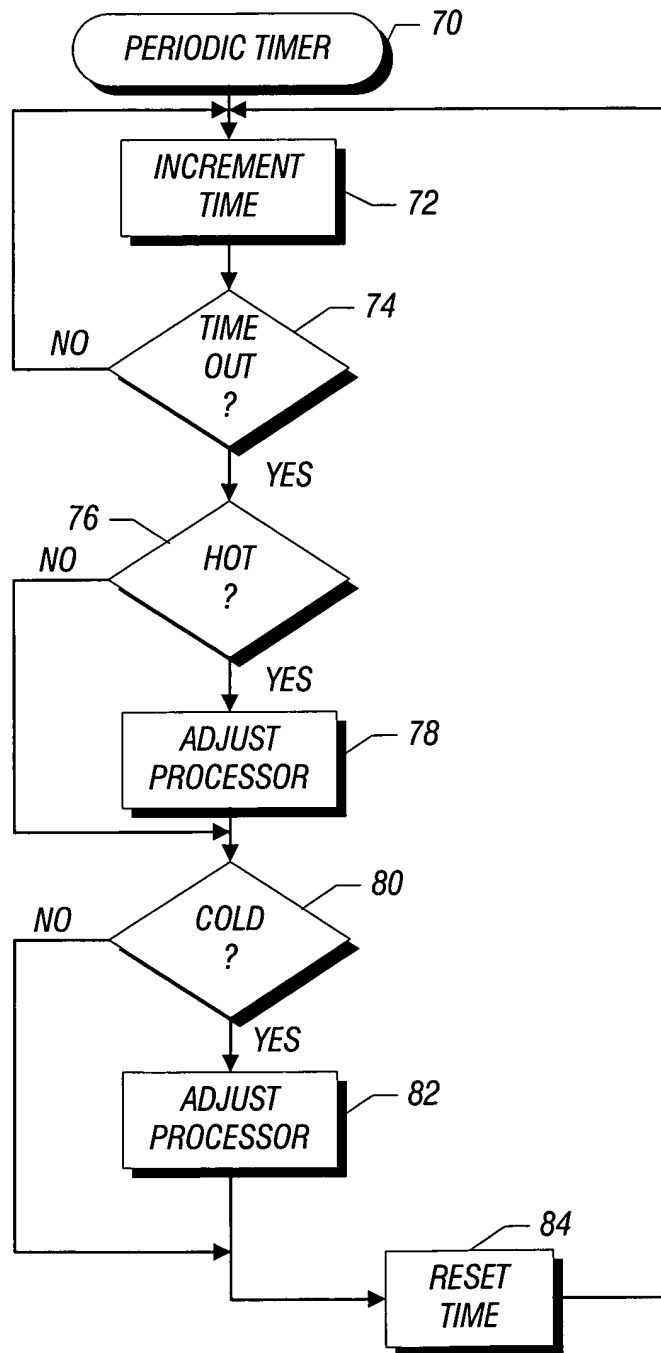 PERIODIC TIMER
70
INCREMENT
TIME
72
74
TIME
OUT
?
NO
YES
76
NO
HOT
?
YES
ADJUST
PROCESSOR
78
80
NO
COLD
?
YES
ADJUST
PROCESSOR
82
84
RESET
TIME